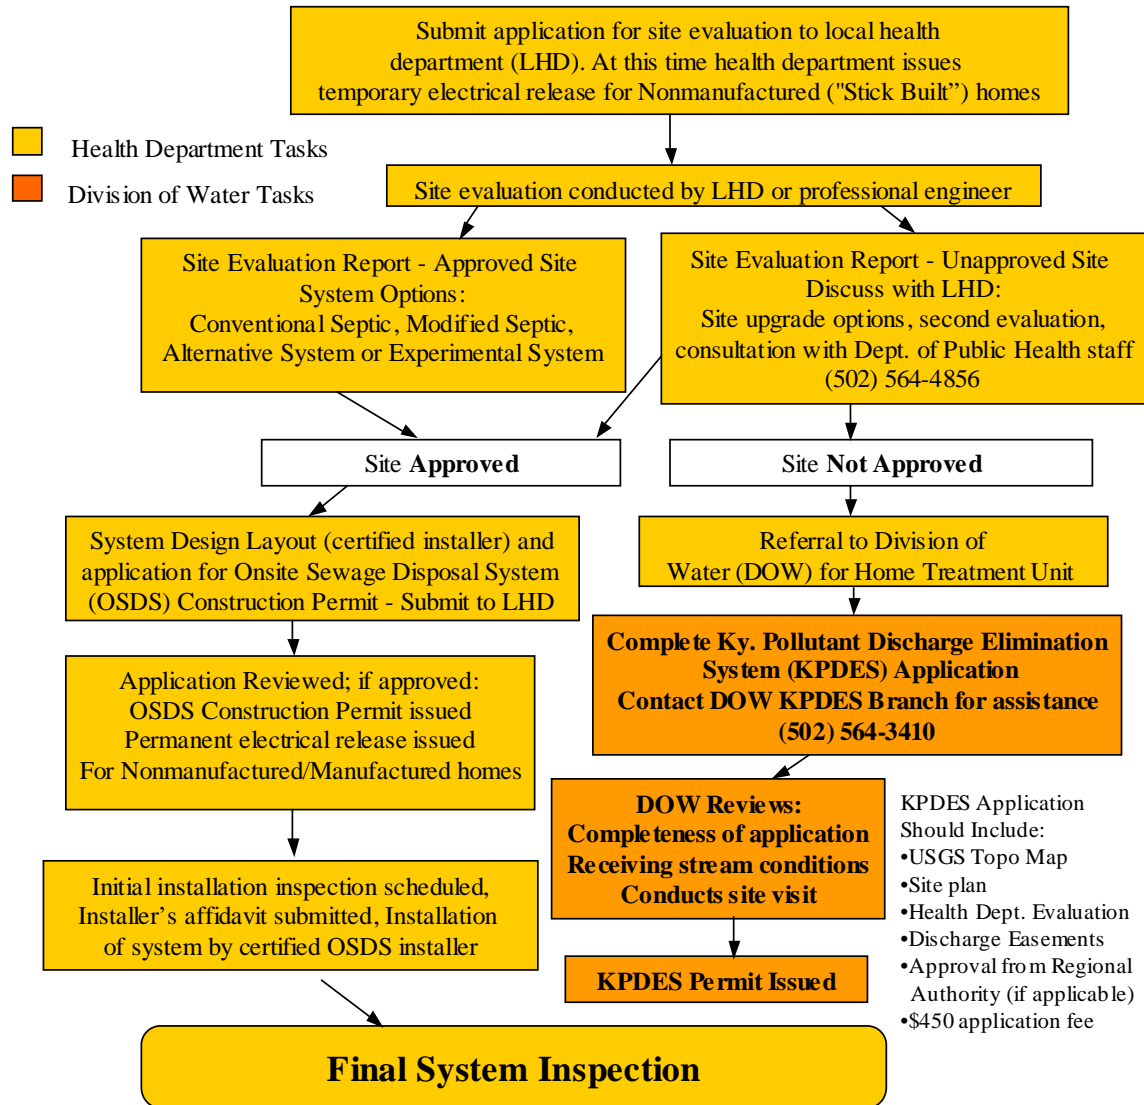 Submit application for site evaluation to local health
department (LHD). At this time health department issues
temporary electrical release for Nonmanufactured ("Stick Built”) homes
Health Department Tasks
Division of Water Tasks
Site evaluation conducted by LHD or professional engineer
Site Evaluation Report - Approved Site
System Options:
Conventional Septic, Modified Septic,
Alternative System or Experimental System
Site Evaluation Report - Unapproved Site
Discuss with LHD:
Site upgrade options, second evaluation,
consultation with Dept. of Public Health staff
(502) 564-4856
Site Approved
Site Not Approved
System Design Layout (certified installer) and
application for Onsite Sewage Disposal System
(OSDS) Construction Permit - Submit to LHD
Referral to Division of
Water (DOW) for Home Treatment Unit
Complete Ky. Pollutant Discharge Elimination
System (KPDES) Application
Contact DOW KPDES Branch for assistance
(502) 564-3410
Application Reviewed; if approved:
OSDS Construction Permit issued
Permanent electrical release issued
For Nonmanufactured/Manufactured homes
DOW Reviews:
Completeness of application
Receiving stream conditions
Conducts site visit
KPDES Application
Should Include:
•USGS Topo Map
•Site plan
•Health Dept. Evaluation
•Discharge Easements
•Approval from Regional
Authority (if applicable)
•$450 application fee
Initial installation inspection scheduled,
Installer’s affidavit submitted, Installation
of system by certified OSDS installer
KPDES Permit Issued
Final System Inspection